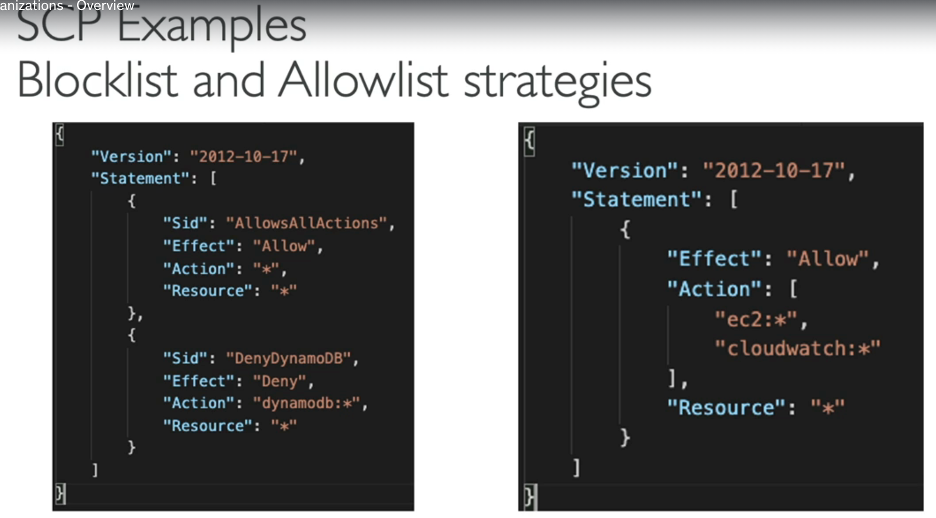 anizations - Overview
SCP Examples
Blocklist and Allowlist strategies
{
"Version": "2012-10-17",
"Statement": [
{
"Sid": "AllowsAllActions",
"Effect": "Allow",
"Action": "*",
"Resource": "*"
},
{
"Sid": "DenyDynamoDB",
"Effect": "Deny",
"Action": "dynamodb:*",
"Resource": "*"
}
]
}
{
"Version": "2012-10-17",
"Statement": [
{
"Effect": "Allow",
"Action": [
"ec2:*",
"cloudwatch:*"
],
"Resource": "*"
}
]
}